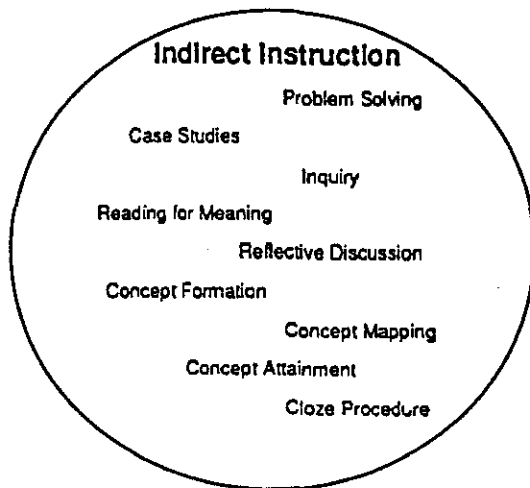 Indirect Instruction
Problem Solving
Case Studies
Inquiry
Reading for Meaning
Reflective Discussion
Concept Formation
Concept Mapping
Concept Attainment
Cloze Procedure